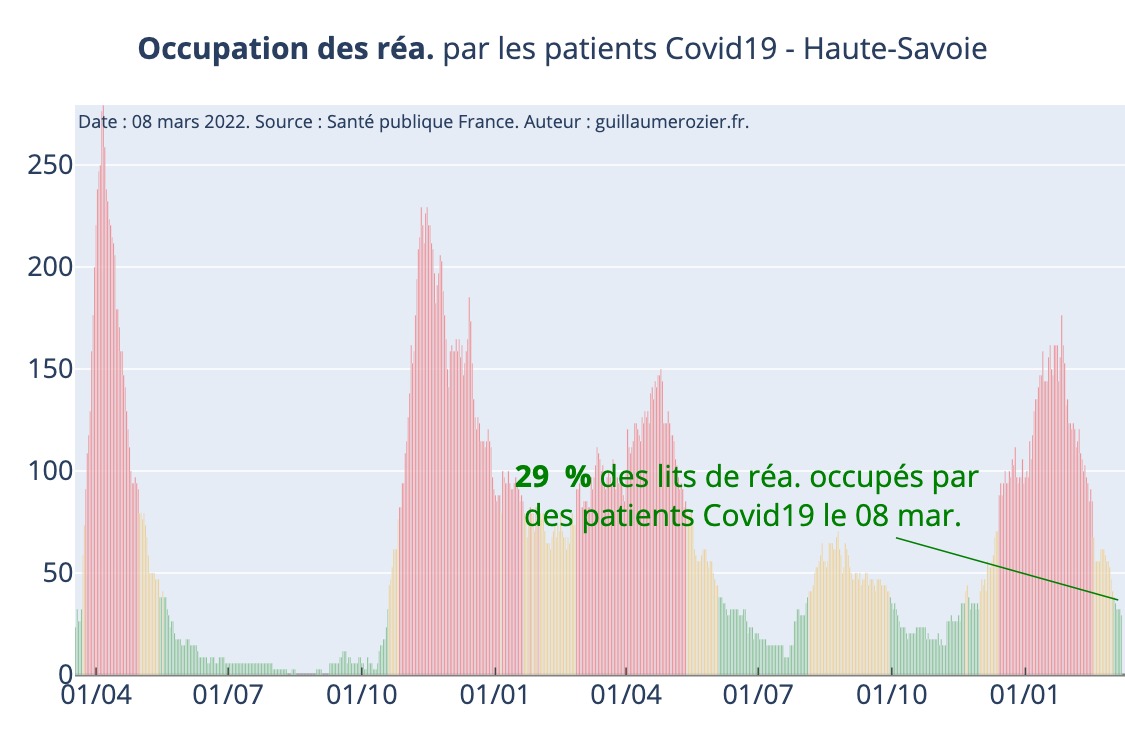 Occupation des réa. par les patients Covid19 - Haute-Savoie
Date : 08 mars 2022. Source : Santé publique France. Auteur : guillaumerozier.fr.
250
200
150
100
50
0
29 % des lits de réa. occupés par
des patients Covid19 le 08 mar.
01/04 01/07 01/10 01/01 01/04 01/07 01/10 01/01